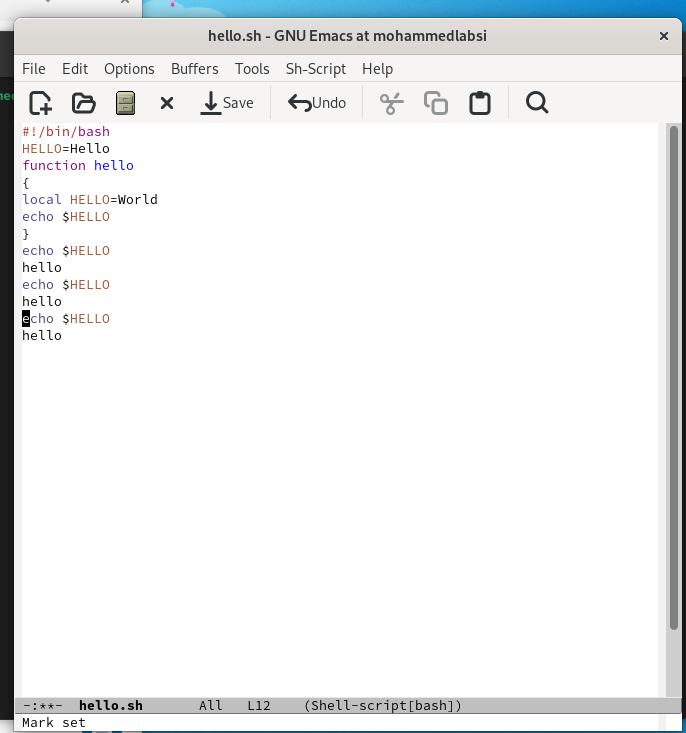 hello.sh - GNU Emacs at mohammedlabsi
File Edit Options Buffers Tools Sh-Script Help
Save Undo
#!/bin/bash
HELLO=Hello
function hello
{
local HELLO=World
echo $HELLO
}
echo $HELLO
hello
echo $HELLO
hello
echo $HELLO
hello
-:**- hello.sh All L12 (Shell-script[bash])
Mark set